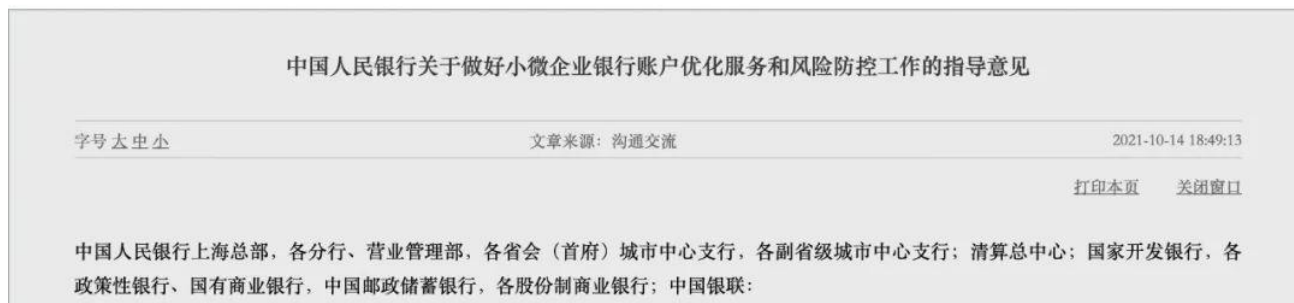 中国人民银行关于做好小微企业银行账户优化服务和风险防控工作的指导意见
字号 大 中 小 文章来源：沟通交流 2021-10-14 18:49:13
打印本页 关闭窗口
中国人民银行上海总部，各分行、营业管理部，各省会（首府）城市中心支行，各副省级城市中心支行；清算总中心；国家开发银行，各
政策性银行、国有商业银行，中国邮政储蓄银行，各股份制商业银行；中国银联：